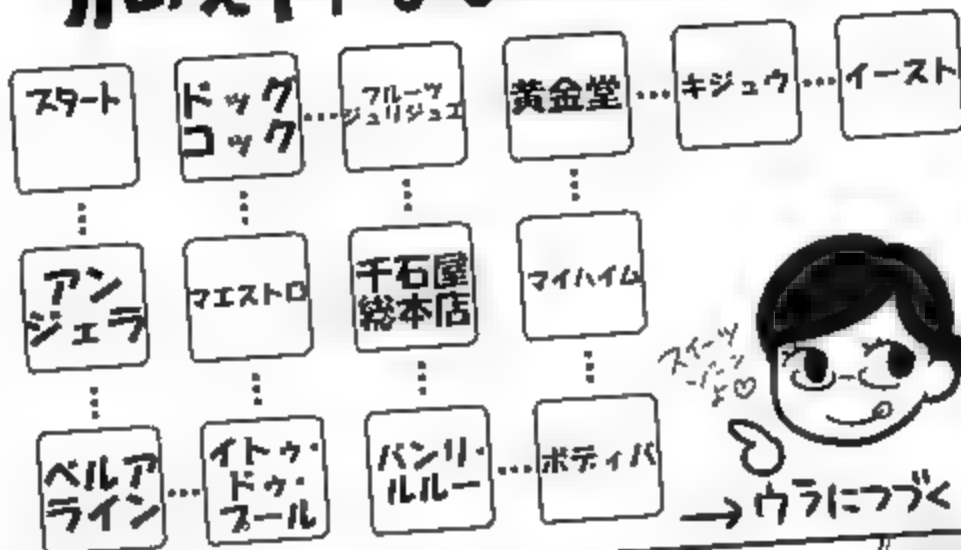 スタート
ドッグ
コック
フルーツ
ジュリジュエ
黄金堂
キジュウ
イースト
アン
ジェラ
マエストロ
千石屋
総本店
マイハイム
スイーツ
よ♡
ベルア
ライン
イトゥ・
ドゥ・
プール
バンリ・
ルルー
ボディバ
→ウラにつづく